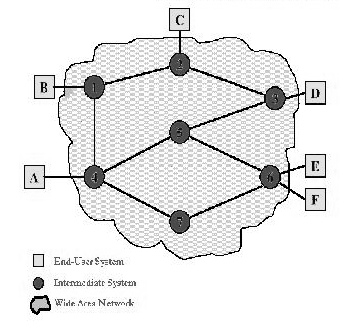 C
B
1
2
3
D
5
A
4
6
E
F
7
End-User System
Intermediate System
Wide Area Network